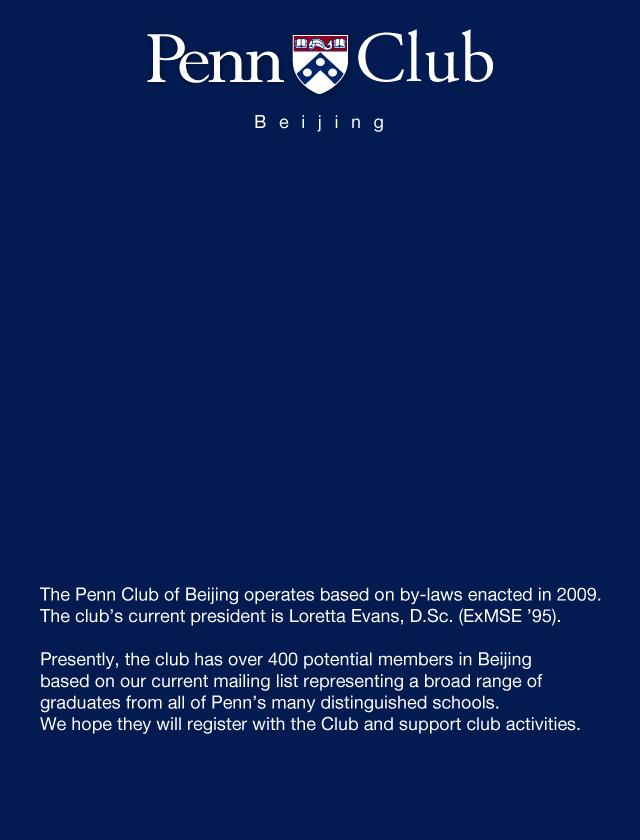 Penn Club
Beijing
The Penn Club of Beijing operates based on by-laws enacted in 2009.
The club’s current president is Loretta Evans, D.Sc. (ExMSE ’95).
Presently, the club has over 400 potential members in Beijing
based on our current mailing list representing a broad range of
graduates from all of Penn’s many distinguished schools.
We hope they will register with the Club and support club activities.